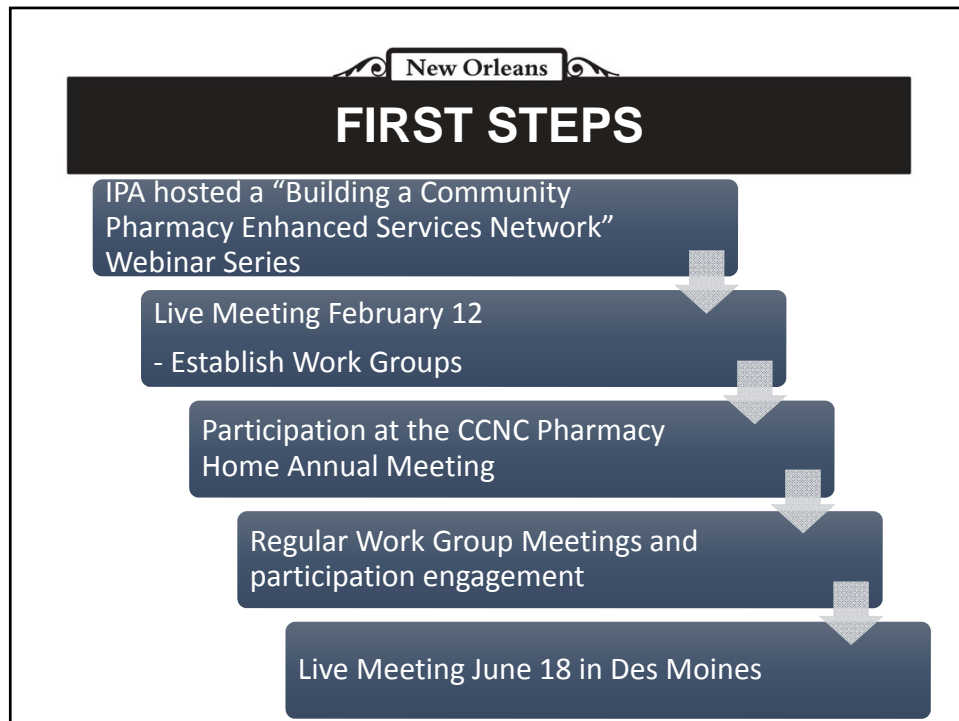 New Orleans
FIRST STEPS
IPA hosted a “Building a Community
Pharmacy Enhanced Services Network”
Webinar Series
Live Meeting February 12
- Establish Work Groups
Participation at the CCNC Pharmacy
Home Annual Meeting
Regular Work Group Meetings and
participation engagement
Live Meeting June 18 in Des Moines